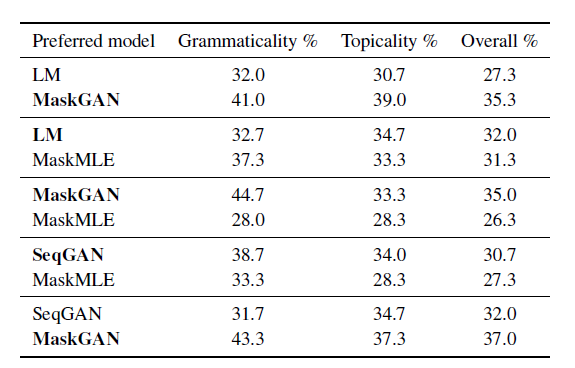 Preferred model Grammaticality % Topicality % Overall %
LM 32.0 30.7 27.3
MaskGAN 41.0 39.0 35.3
LM 32.7 34.7 32.0
MaskMLE 37.3 33.3 31.3
MaskGAN 44.7 33.3 35.0
MaskMLE 28.0 28.3 26.3
SeqGAN 38.7 34.0 30.7
MaskMLE 33.3 28.3 27.3
SeqGAN 31.7 34.7 32.0
MaskGAN 43.3 37.3 37.0